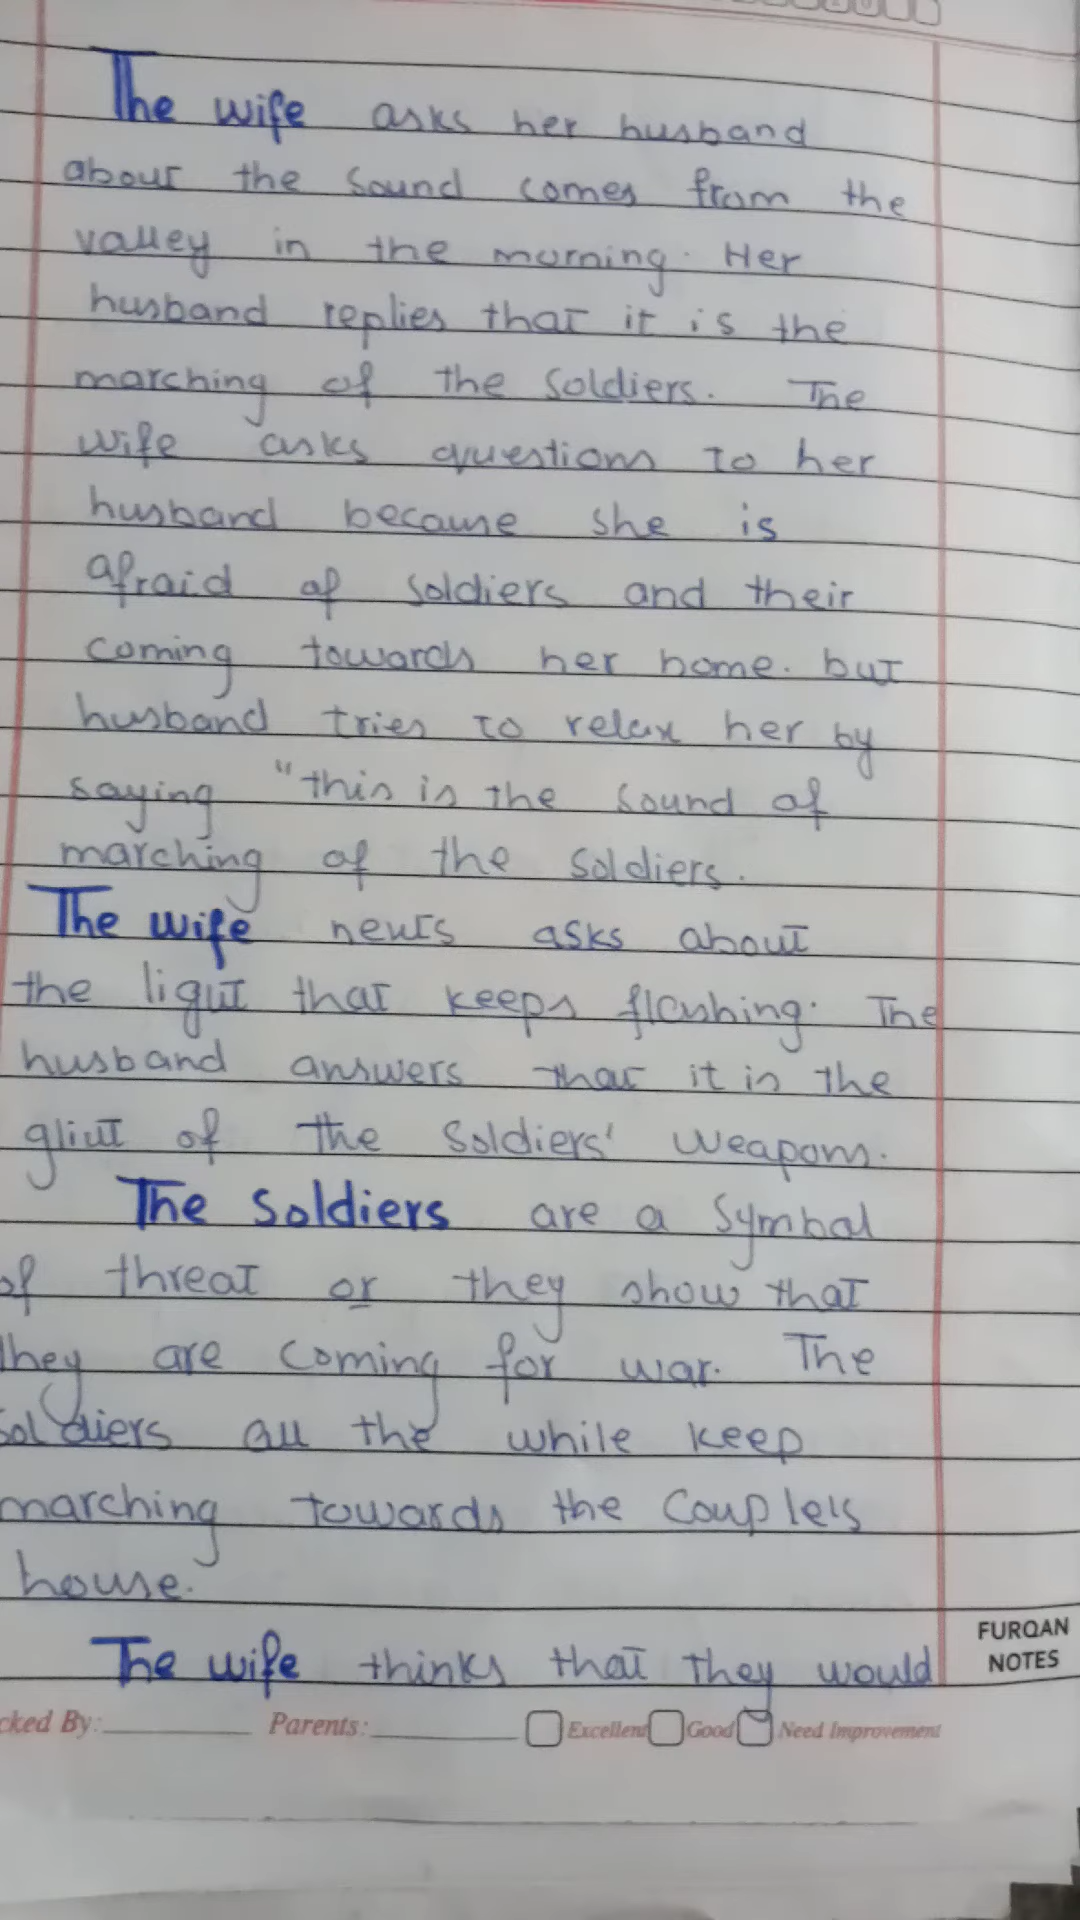 The wife asks her husband
about the sound comes from the
valley in the morning. Her
husband replies that it is the
marching of the soldiers. The
wife asks questions to her
husband because she is
afraid of soldiers and their
coming towards her home. but
husband tries to relax her by
saying "this is the sound of
marching of the soldiers.
The wife asks about
the light that keeps flashing. The
husband answers that it is the
glint of the soldiers' weapons.
The Soldiers are a symbol
of threat or they show that
they are coming for war. The
soldiers all the while keep
marching towards the Couple's
house.
The wife thinks that they would
FURQAN
NOTES
cked By: Parents: Excellent Good Need Improvement